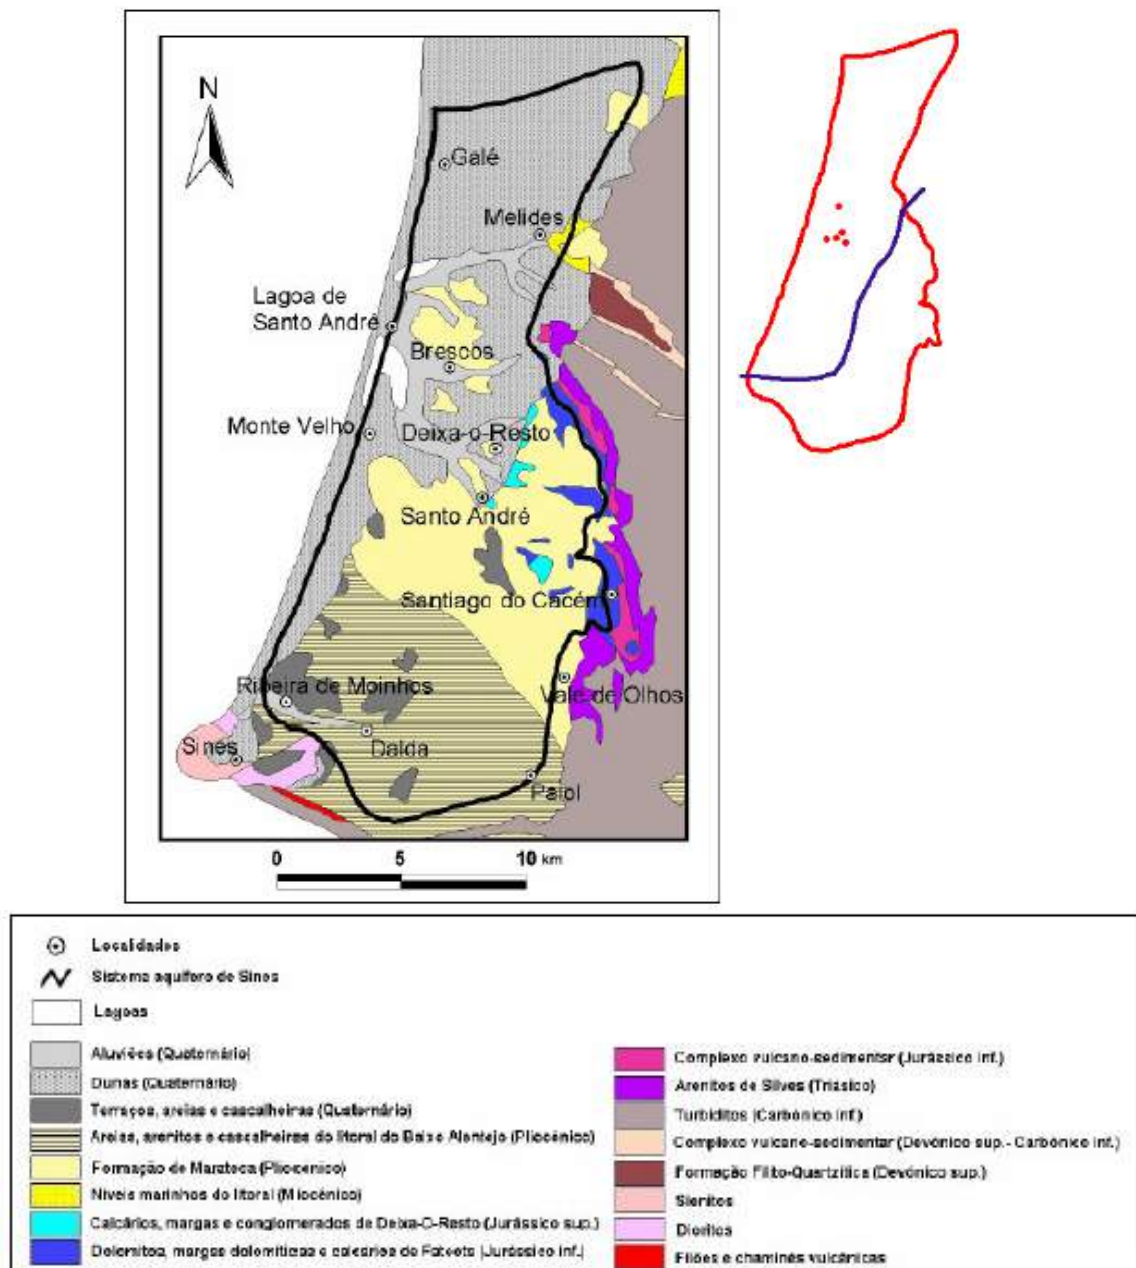 N
Galé
Melides
Lagoa de
Santo André
Brescos
Monte Velho
Deixa-o-Resto
Santo André
Santiago do Cacém
Ribeira de Moinhos
Vale de Olhos
Sines
Dalda
Paiol
0 5 10 km
Localidades
Sistema aquífero de Sines
Lagoas
Aluviões (Quaternário)
Dunas (Quaternário)
Terraços, areias e cascalheiras (Quaternário)
Areias, arenitos e cascalheiras do litoral do Baixo Alentejo (Pliocénico)
Formação de Marateca (Pliocénico)
Níveis marinhos do litoral (Miocénico)
Calcários, margas e conglomerados de Deixa-O-Resto (Jurássico sup.)
Dolomitos, margas dolomíticas e calcários de Fateota (Jurássico inf.)
Complexo vulcano-sedimentar (Jurássico inf.)
Arenitos de Silves (Triásico)
Turbiditos (Carbónico inf.)
Complexo vulcano-sedimentar (Devónico sup.- Carbónico inf.)
Formação Filito-Quartzítica (Devónico sup.)
Sienitos
Dioritos
Filões e chaminés vulcânicas